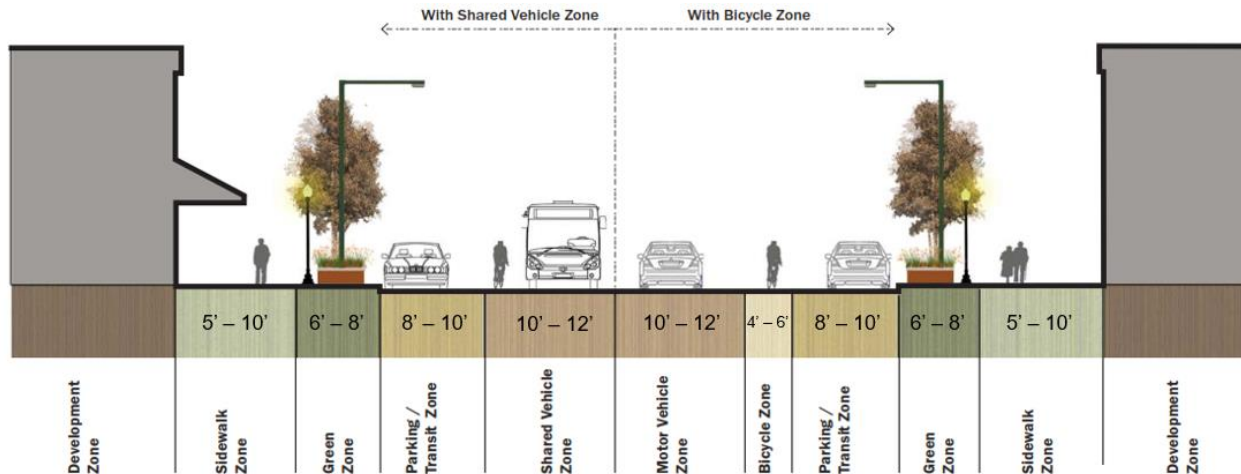 With Shared Vehicle Zone
With Bicycle Zone
5’ – 10’
6’ – 8’
8’ – 10’
10’ – 12’
10’ – 12’
4’ – 6’
8’ – 10’
6’ – 8’
5’ – 10’
Development
Zone
Sidewalk
Zone
Green
Zone
Parking /
Transit Zone
Shared Vehicle
Zone
Motor Vehicle
Zone
Bicycle Zone
Parking /
Transit Zone
Green
Zone
Sidewalk
Zone
Development
Zone